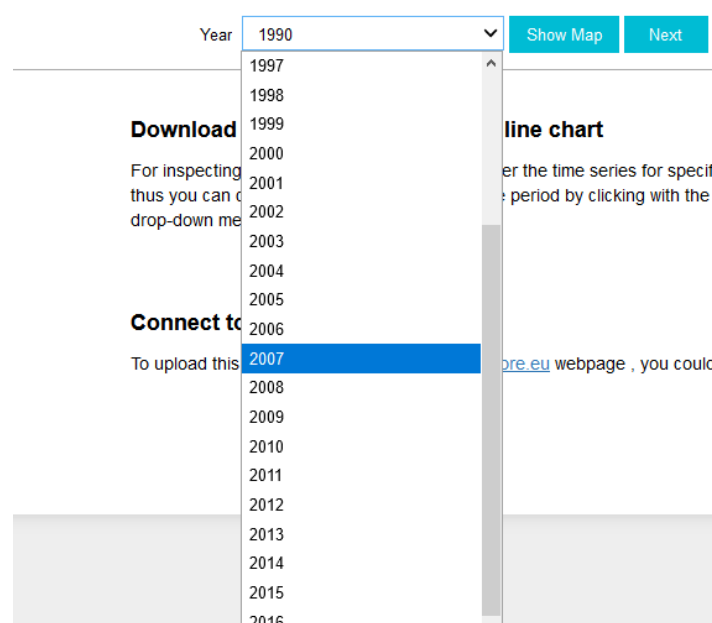 Year 1990 Show Map Next
1997
1998
1999
2000
2001
2002
2003
2004
2005
2006
2007
2008
2009
2010
2011
2012
2013
2014
2015
2016
Download line chart
For inspecting er the time series for specif
thus you can period by clicking with the
drop-down me
Connect to
To upload this ore.eu webpage , you could